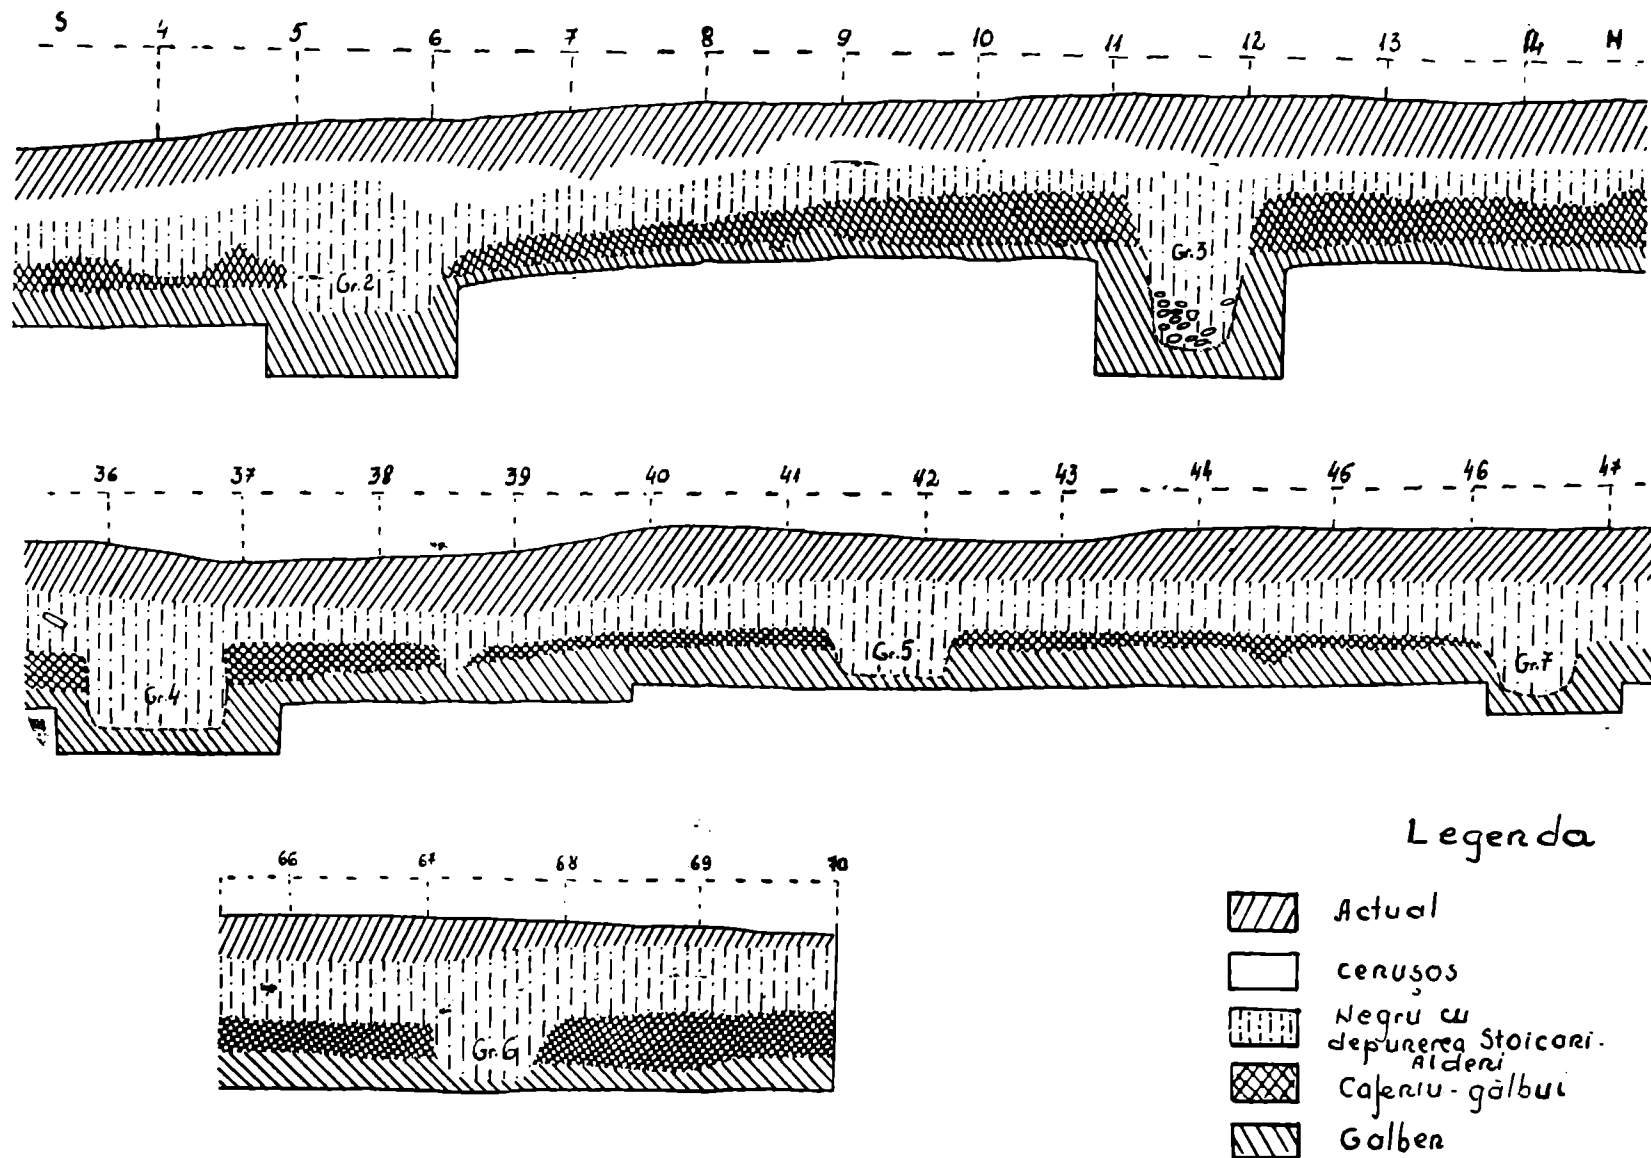 S 4 5 6 7 8 9 10 11 12 13 14 N
Gr.2 Gr.3
36 37 38 39 40 41 42 43 44 45 46 47
Gr.4 Gr.5 Gr.7
66 67 68 69 70
Gr.6
Legenda
Actual
cenușos
Negru cu
depunerea Stoicani-
Aldeni
Cafeniu-gălbui
Galben